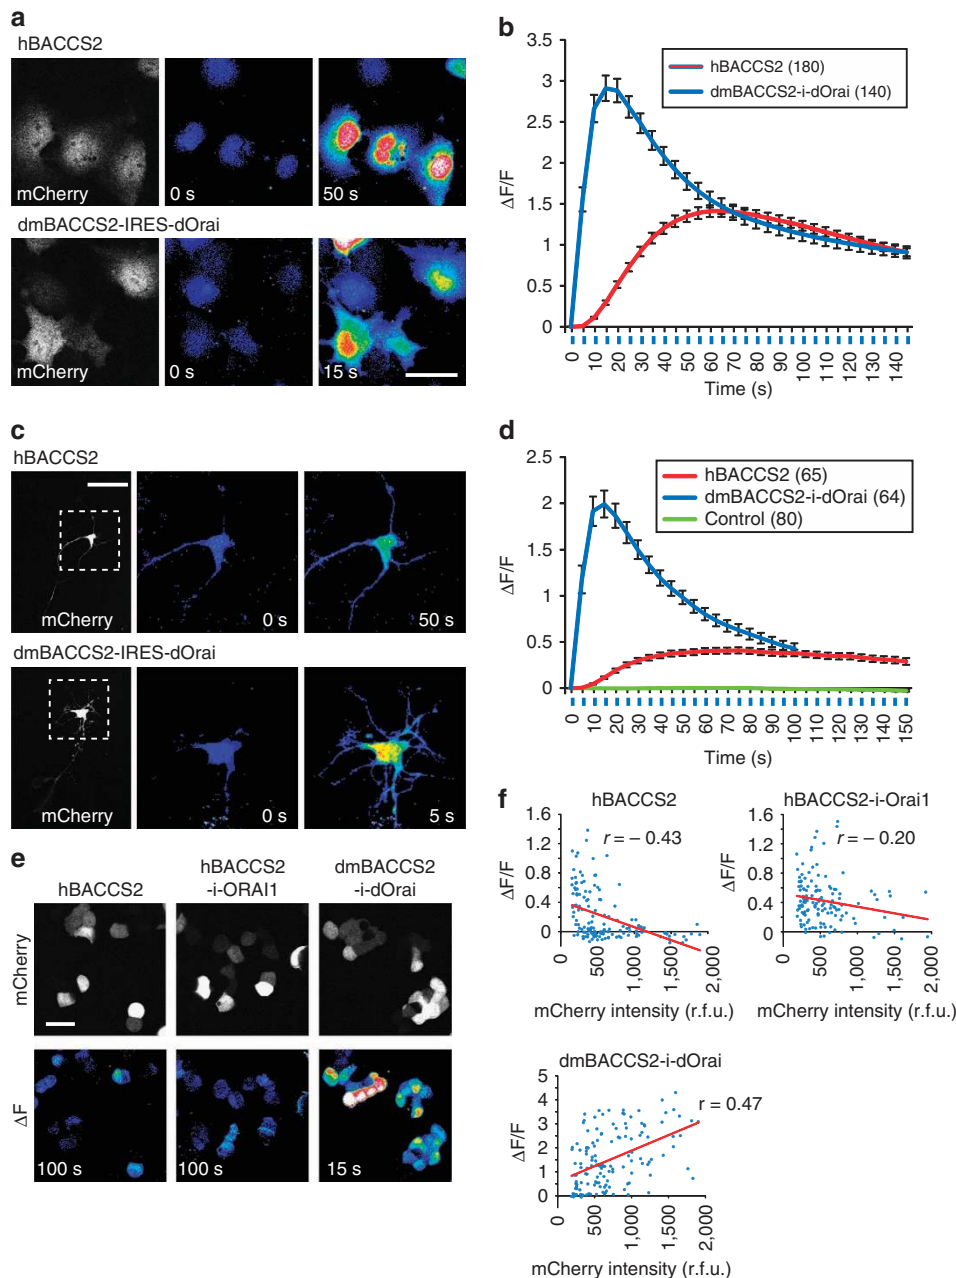 a
hBACCS2
mCherry
0 s
50 s
dmBACCS2-IRES-dOrai
mCherry
0 s
15 s
b
3.5
3
2.5
2
1.5
1
0.5
0
ΔF/F
hBACCS2 (180)
dmBACCS2-i-dOrai (140)
0 10 20 30 40 50 60 70 80 90 100 110 120 130 140
Time (s)
c
hBACCS2
mCherry
0 s
50 s
dmBACCS2-IRES-dOrai
mCherry
0 s
5 s
d
2.5
2
1.5
1
0.5
0
ΔF/F
hBACCS2 (65)
dmBACCS2-i-dOrai (64)
Control (80)
0 10 20 30 40 50 60 70 80 90 100 110 120 130 140 150
Time (s)
e
hBACCS2
hBACCS2
-i-ORAI1
dmBACCS2
-i-dOrai
mCherry
ΔF
100 s
100 s
15 s
f
hBACCS2
1.6
1.2
0.8
0.4
0
ΔF/F
r = – 0.43
0 500 1,000 1,500 2,000
mCherry intensity (r.f.u.)
hBACCS2-i-Orai1
1.6
1.2
0.8
0.4
0
ΔF/F
r = – 0.20
0 500 1,000 1,500 2,000
mCherry intensity (r.f.u.)
dmBACCS2-i-dOrai
5
4
3
2
1
0
ΔF/F
r = 0.47
0 500 1,000 1,500 2,000
mCherry intensity (r.f.u.)